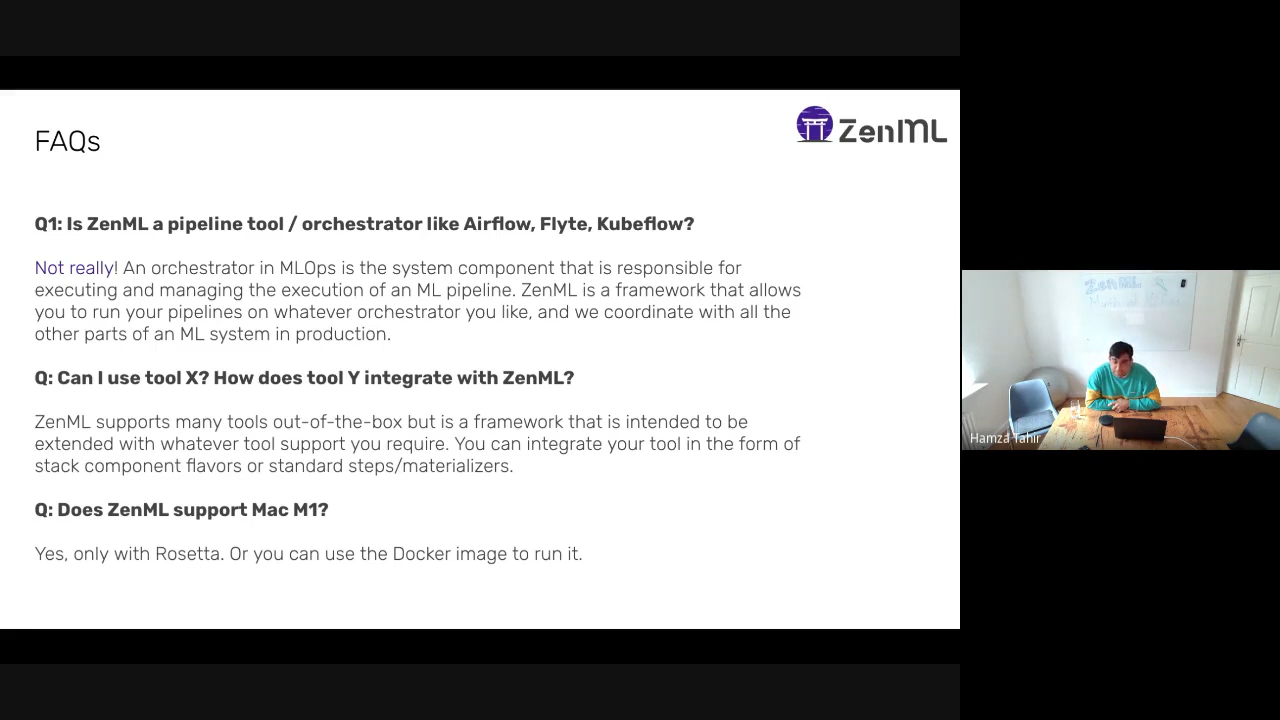 FAQs
ZenML
Q1: Is ZenML a pipeline tool / orchestrator like Airflow, Flyte, Kubeflow?
Not really! An orchestrator in MLOps is the system component that is responsible for
executing and managing the execution of an ML pipeline. ZenML is a framework that allows
you to run your pipelines on whatever orchestrator you like, and we coordinate with all the
other parts of an ML system in production.
Q: Can I use tool X? How does tool Y integrate with ZenML?
ZenML supports many tools out-of-the-box but is a framework that is intended to be
extended with whatever tool support you require. You can integrate your tool in the form of
stack component flavors or standard steps/materializers.
Q: Does ZenML support Mac M1?
Yes, only with Rosetta. Or you can use the Docker image to run it.
ZenML
Hamza Tahir